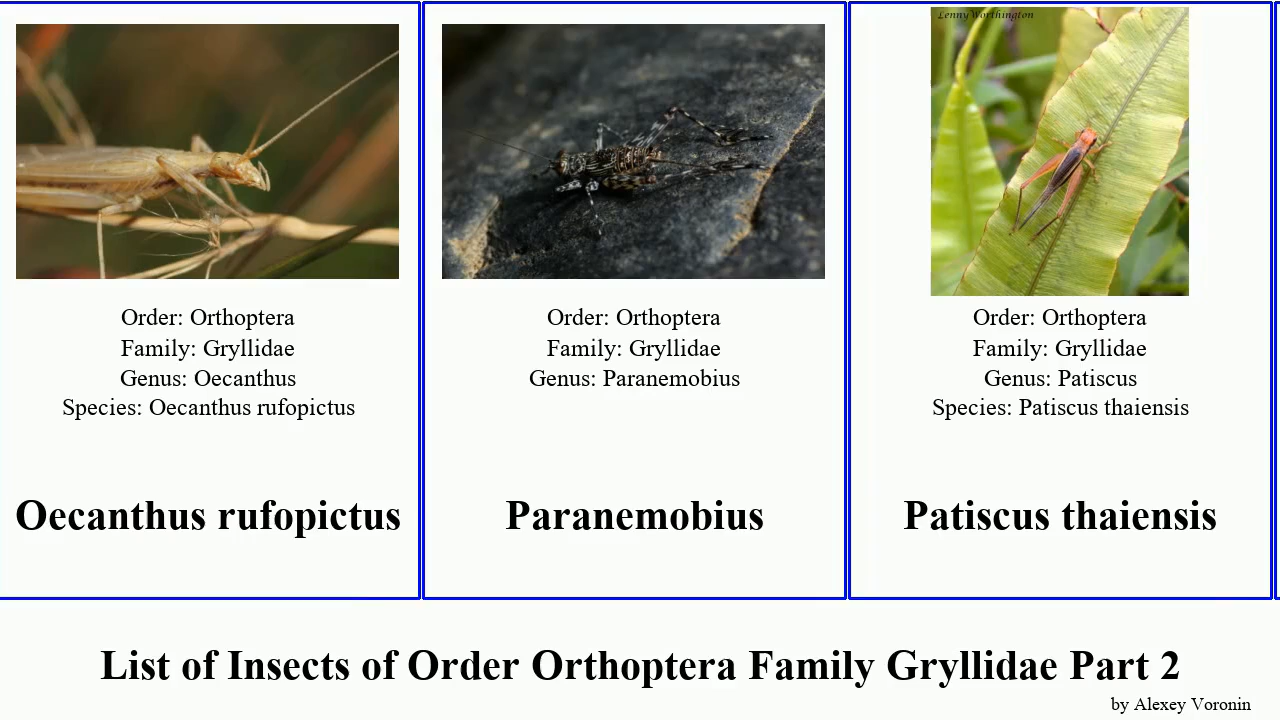 Order: Orthoptera
Family: Gryllidae
Genus: Oecanthus
Species: Oecanthus rufopictus
Oecanthus rufopictus
Order: Orthoptera
Family: Gryllidae
Genus: Paranemobius
Paranemobius
Lenny Worthington
Order: Orthoptera
Family: Gryllidae
Genus: Patiscus
Species: Patiscus thaiensis
Patiscus thaiensis
List of Insects of Order Orthoptera Family Gryllidae Part 2
by Alexey Voronin